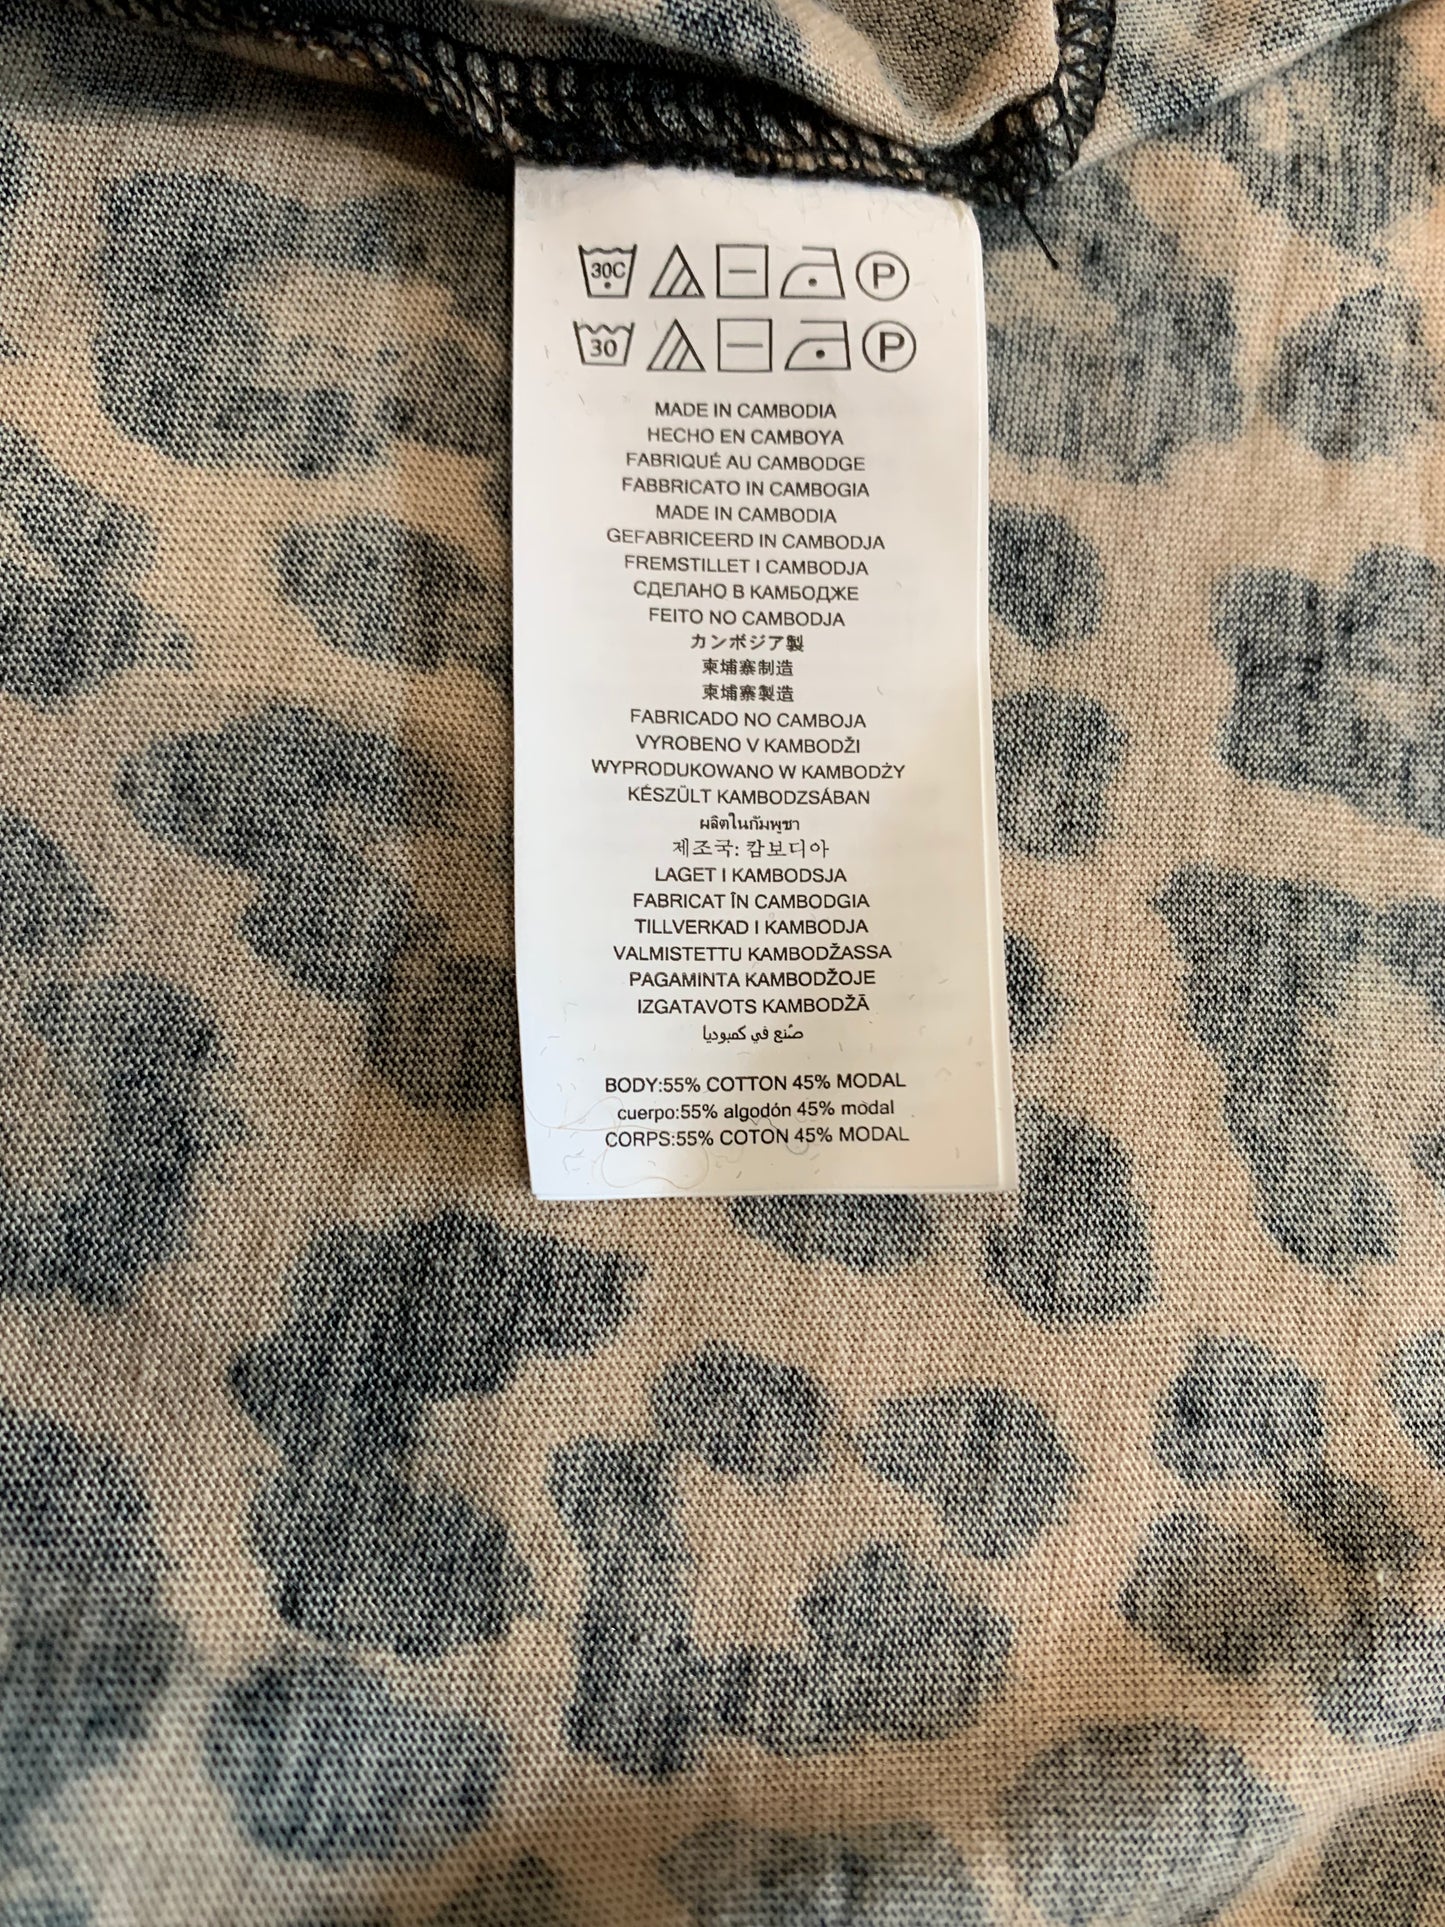 30C P
30 P
MADE IN CAMBODIA
HECHO EN CAMBOYA
FABRIQUÉ AU CAMBODGE
FABBRICATO IN CAMBOGIA
MADE IN CAMBODIA
GEFABRICEERD IN CAMBODJA
FREMSTILLET I CAMBODJA
СДЕЛАНО В КАМБОДЖЕ
FEITO NO CAMBODJA
カンボジア製
柬埔寨制造
柬埔寨製造
FABRICADO NO CAMBOJA
VYROBENO V KAMBODŽI
WYPRODUKOWANO W KAMBODŻY
KÉSZÜLT KAMBODZSÁBAN
ผลิตในกัมพูชา
제조국: 캄보디아
LAGET I KAMBODSJA
FABRICAT ÎN CAMBODGIA
TILLVERKAD I KAMBODJA
VALMISTETTU KAMBODŽASSA
PAGAMINTA KAMBODŽOJE
IZGATAVOTS KAMBODŽĀ
صُنع في كمبوديا
BODY:55% COTTON 45% MODAL
cuerpo:55% algodón 45% modal
CORPS:55% COTON 45% MODAL